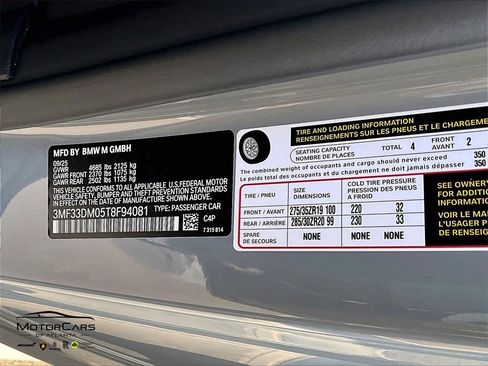 MFD BY BMW M GMBH
09/25
GVWR 4685 lbs 2125 kg
GAWR FRONT 2370 lbs 1075 kg
GAWR REAR 2502 lbs 1135 kg
THIS VEHICLE CONFORMS TO ALL APPLICABLE U.S.FEDERAL MOTOR
VEHICLE SAFETY, BUMPER AND THEFT PREVENTION STANDARDS
IN EFFECT ON THE DATE OF MANUFACTURE SHOWN ABOVE.
3MF33DM05T8F94081 TYPE: PASSENGER CAR
C4P
7 315 814
TIRE AND LOADING INFORMATION
RENSEIGNEMENTS SUR LES PNEUS ET LE CHARGEME
SEATING CAPACITY TOTAL 4 FRONT 2
NOMBRE DE PLACES AVANT
The combined weight of occupants and cargo should never exceed 350
Le poids total des occupants et du chargement ne doit jamais dépasser 350
TIRE / PNEU
SIZE DIMENSIONS
COLD TIRE PRESSURE
PRESSION DES PNEUS
A FROID
FRONT / AVANT 275/35ZR19 100 220 32
REAR / ARRIÈRE 285/30ZR20 99 230 33
SPARE
DE SECOURS NONE
SEE OWNER
FOR ADDITI
INFORMATI
VOIR LE MA
L'USAGER P
DE RENSEIG
MOTORCARS
OF ATLANTA